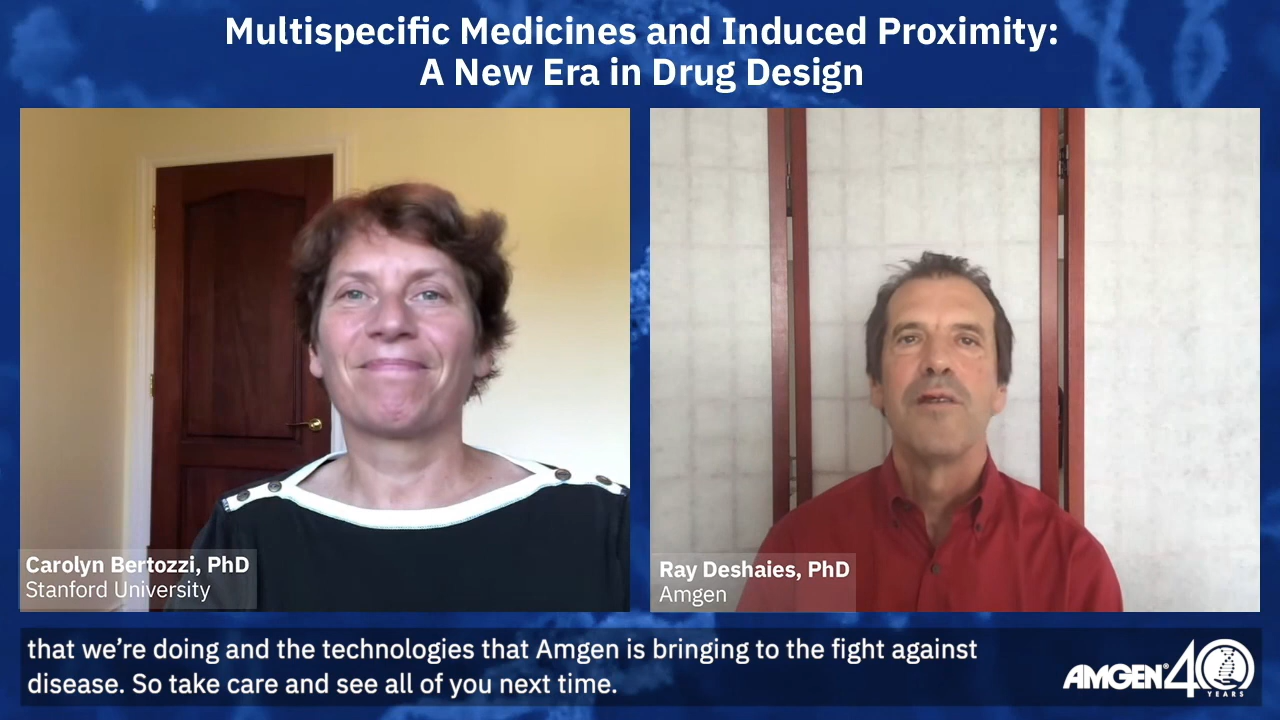 Multispecific Medicines and Induced Proximity:
A New Era in Drug Design
Carolyn Bertozzi, PhD
Stanford University
Ray Deshaies, PhD
Amgen
that we’re doing and the technologies that Amgen is bringing to the fight against
disease. So take care and see all of you next time.
AMGEN® 40
YEARS